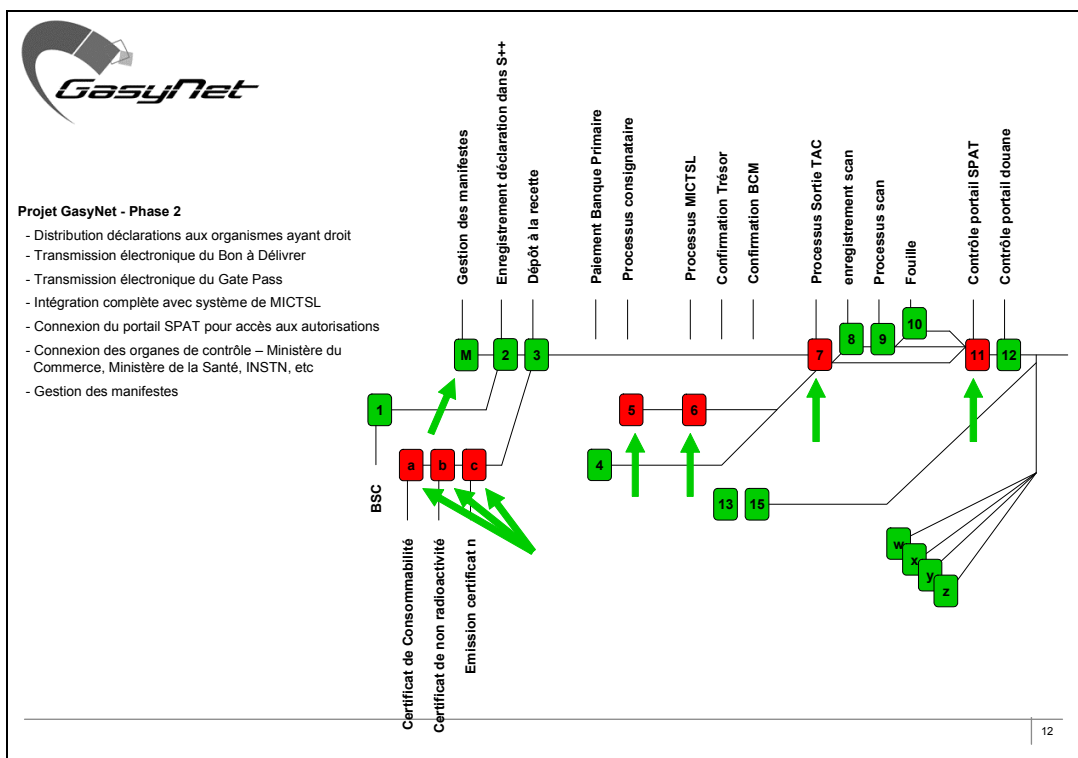 GasyNet
Projet GasyNet - Phase 2
- Distribution déclarations aux organismes ayant droit
- Transmission électronique du Bon à Délivrer
- Transmission électronique du Gate Pass
- Intégration complète avec système de MICTSL
- Connexion du portail SPAT pour accès aux autorisations
- Connexion des organes de contrôle – Ministère du
Commerce, Ministère de la Santé, INSTN, etc
- Gestion des manifestes
Gestion des manifestes
Enregistrement déclaration dans S++
Dépôt à la recette
Paiement Banque Primaire
Processus consignataire
Processus MICTSL
Confirmation Trésor
Confirmation BCM
Processus Sortie TAC
enregistrement scan
Processus scan
Fouille
Contrôle portail SPAT
Contrôle portail douane
M
2
3
7
8
9
10
11
12
1
5
6
a
b
c
4
13
15
w
x
y
z
BSC
Certificat de Consommabilité
Certificat de non radioactivité
Emission certificat n
12